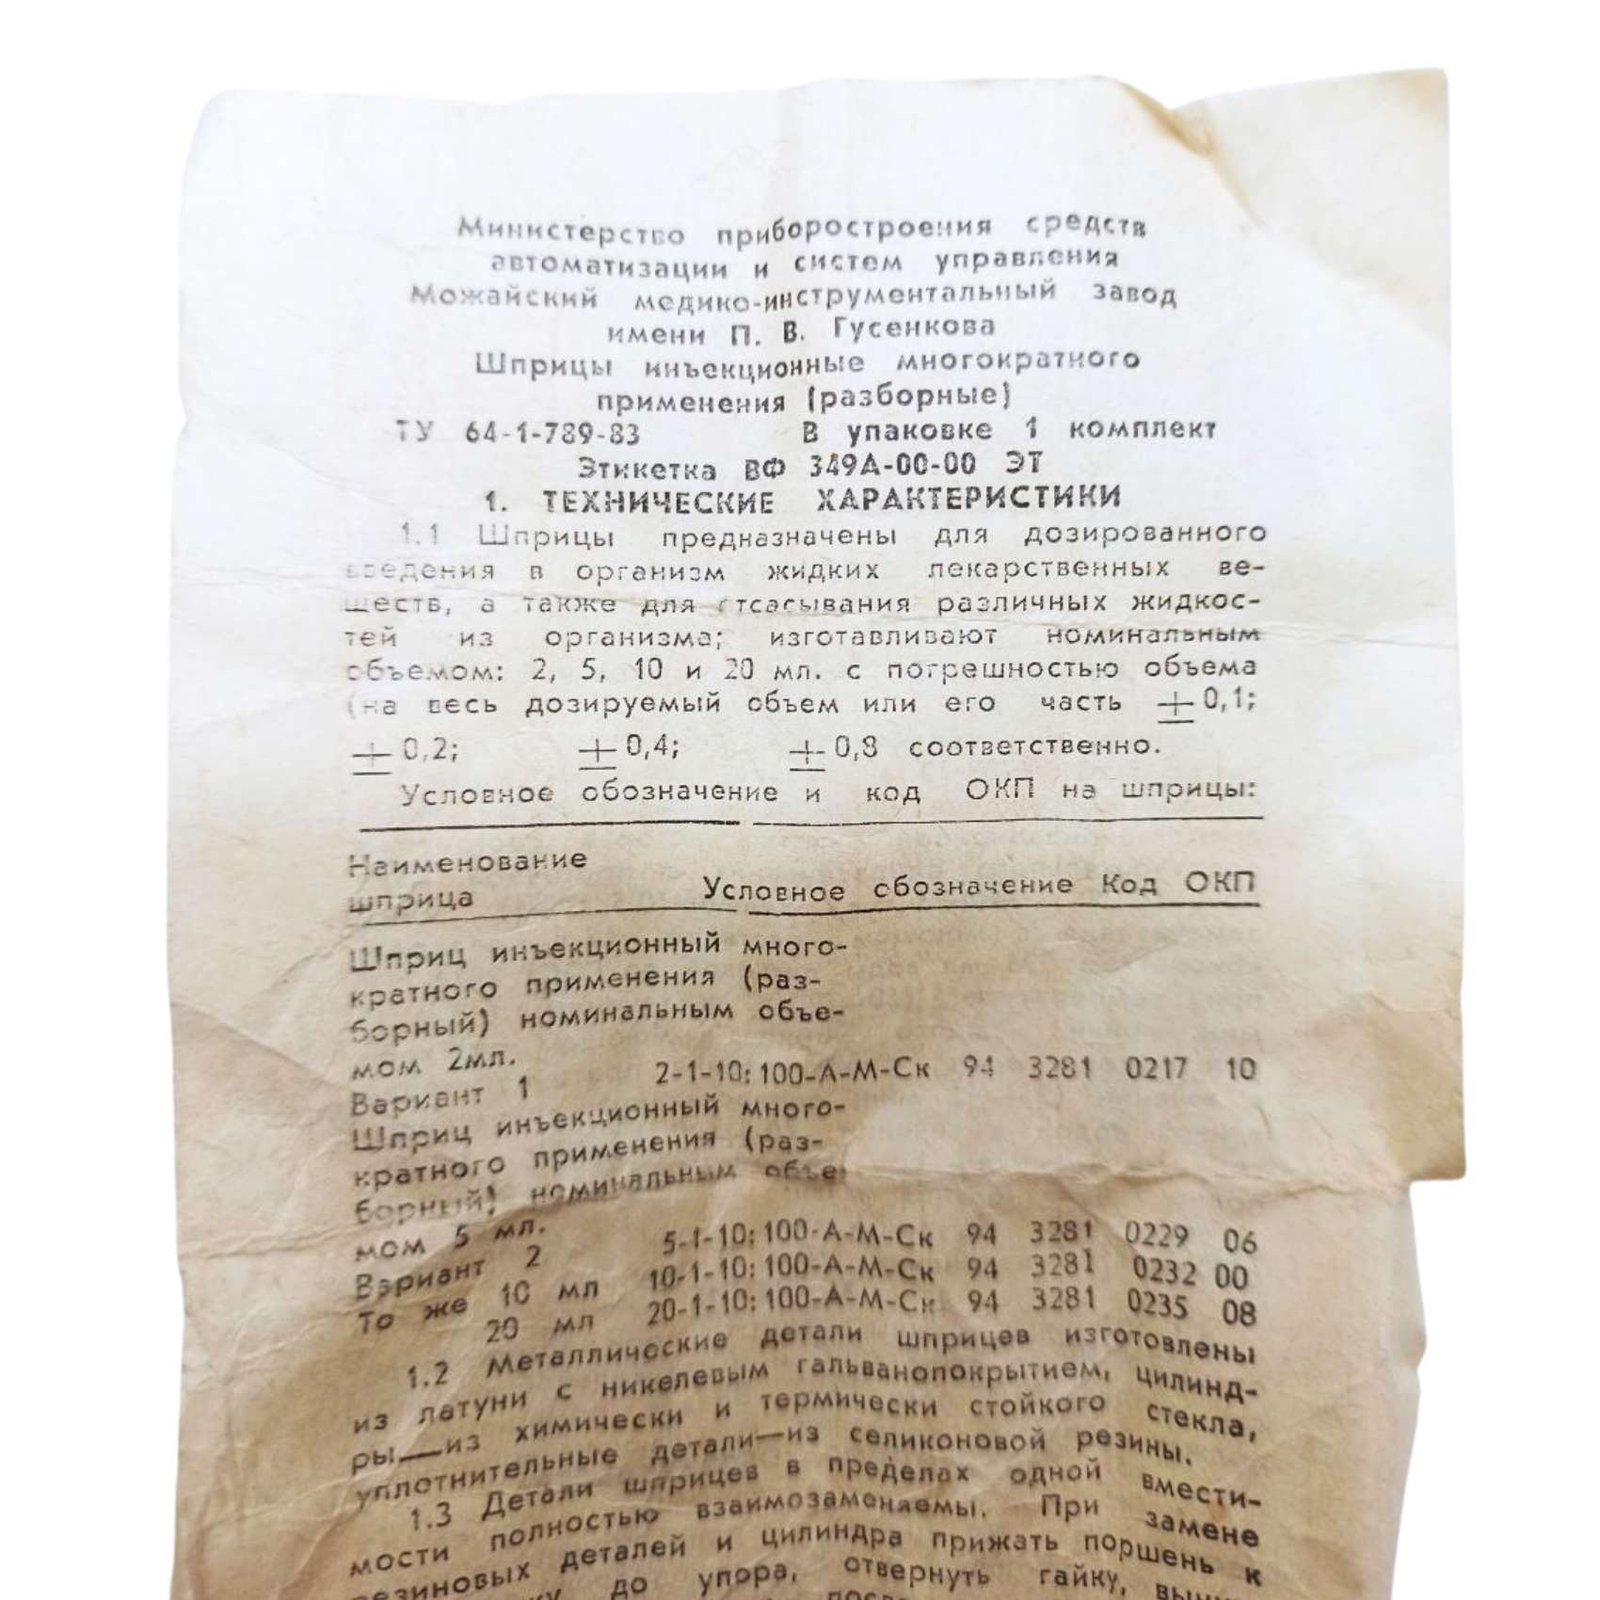 Министерство приборостроения средств
автоматизации и систем управления
Можайский медико-инструментальный завод
имени П. В. Гусенкова
Шприцы инъекционные многократного
применения (разборные)
ТУ 64-1-789-83 В упаковке 1 комплект
Этикетка ВФ 349А-00-00 ЭТ
1. ТЕХНИЧЕСКИЕ ХАРАКТЕРИСТИКИ
1.1 Шприцы предназначены для дозированного
введения в организм жидких лекарственных ве-
ществ, а также для отсасывания различных жидкос-
тей из организма; изготавливают номинальным
объемом: 2, 5, 10 и 20 мл. с погрешностью объема
(на весь дозируемый объем или его часть ± 0,1;
± 0,2; ± 0,4; ± 0,8 соответственно.
Условное обозначение и код ОКП на шприцы:
Наименование
шприца Условное обозначение Код ОКП
Шприц инъекционный много-
кратного применения (раз-
борный) номинальным объе-
мом 2мл.
Вариант 1 2-1-10:100-А-М-Ск 94 3281 0217 10
Шприц инъекционный много-
кратного применения (раз-
борный) номинальным объе-
мом 5 мл.
Вариант 2 5-1-10:100-А-М-Ск 94 3281 0229 06
То же 10 мл 10-1-10:100-А-М-Ск 94 3281 0232 00
20 мл 20-1-10:100-А-М-Ск 94 3281 0235 08
1.2 Металлические детали шприцев изготовлены
из латуни с никелевым гальванопокрытием, цилинд-
ры—из химически и термически стойкого стекла,
уплотнительные детали—из селиконовой резины.
1.3 Детали шприцев в пределах одной вмести-
мости полностью взаимозаменяемы. При замене
резиновых деталей и цилиндра прижать поршень к
до упора, отвернуть гайку,